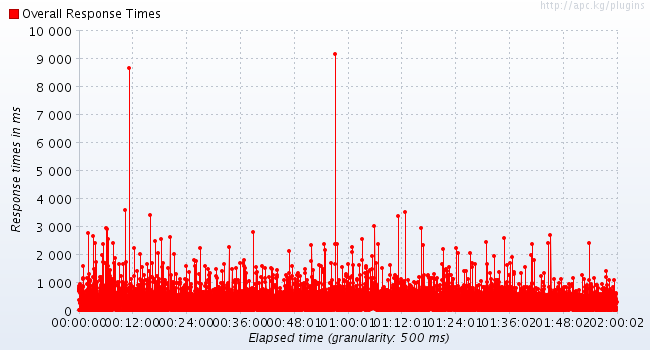 http://apc.kg/plugins
Overall Response Times
10 000
9 000
8 000
7 000
6 000
5 000
4 000
3 000
2 000
1 000
0
Response times in ms
00:00:00 00:12:00 00:24:00 00:36:00 00:48:00 01:00:01 01:12:01 01:24:01 01:36:02 01:48:02 02:00:02
Elapsed time (granularity: 500 ms)